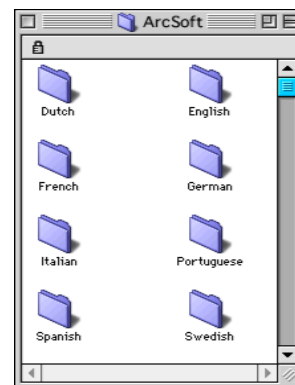 ArcSoft
Dutch English
French German
Italian Portuguese
Spanish Swedish